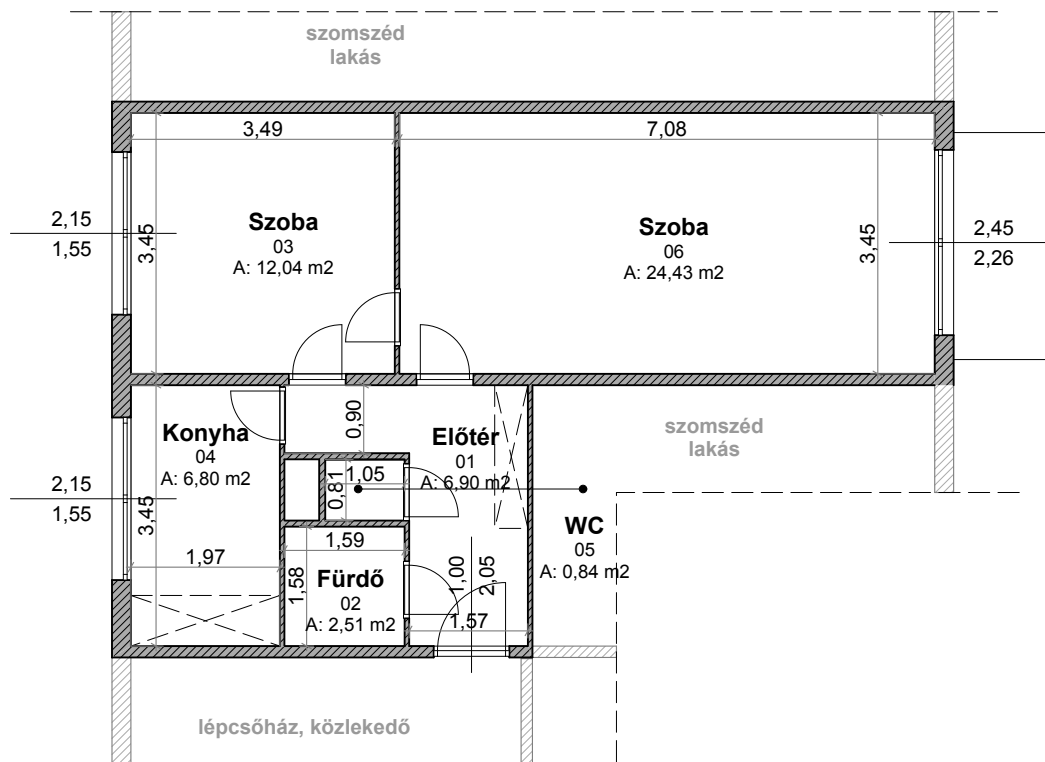 szomszéd
lakás
3,49
7,08
2,15
1,55
3,45
Szoba
03
A: 12,04 m2
Szoba
06
A: 24,43 m2
3,45
2,45
2,26
Konyha
04
A: 6,80 m2
0,90
Előtér
01
A: 6,90 m2
szomszéd
lakás
2,15
1,55
3,45
0,81
1,05
1,97
1,59
1,58
Fürdő
02
A: 2,51 m2
1,00
2,05
1,57
WC
05
A: 0,84 m2
lépcsőház, közlekedő